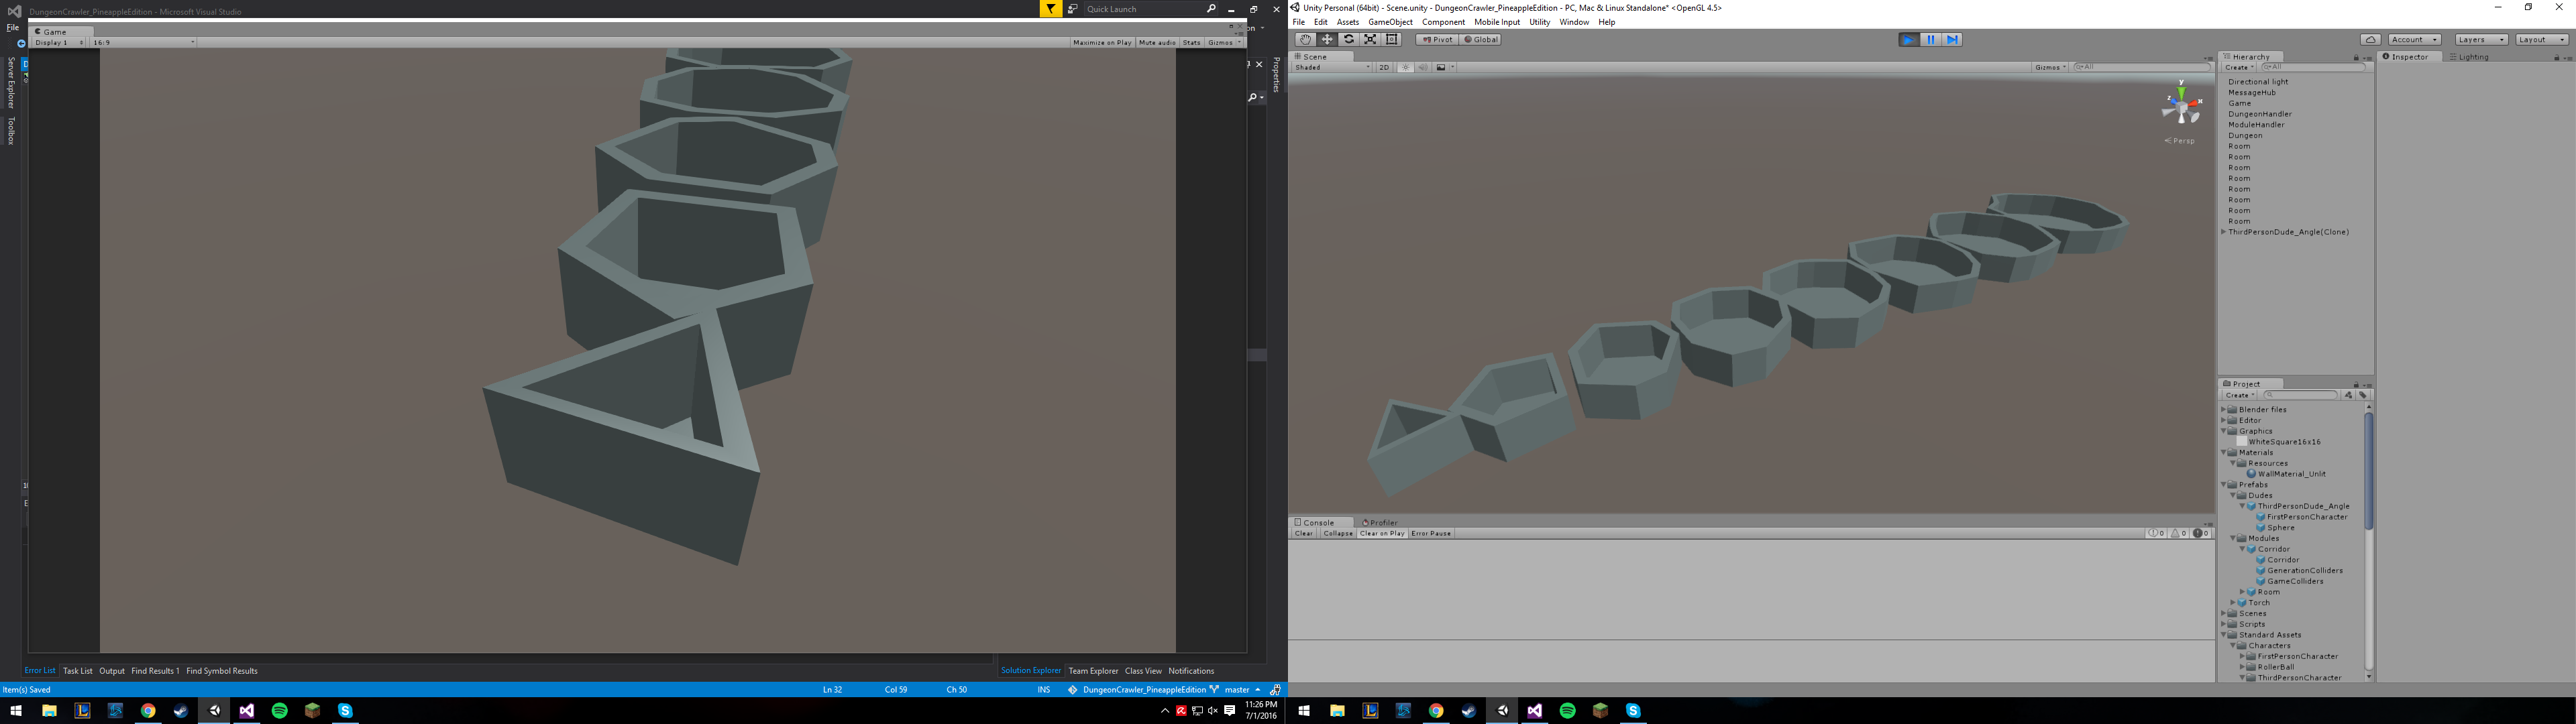 DungeonCrawler_PineappleEdition - Microsoft Visual Studio
Quick Launch
File
Game
Display 1
16:9
Maximize on Play
Mute audio
Stats
Gizmos
Server Explorer
Toolbox
Properties
Error List
Task List
Output
Find Results 1
Find Symbol Results
Solution Explorer
Team Explorer
Class View
Notifications
Item(s) Saved
Ln 32
Col 59
Ch 50
INS
DungeonCrawler_PineappleEdition
master
11:26 PM
7/1/2016
Unity Personal (64bit) - Scene.unity - DungeonCrawler_PineappleEdition - PC, Mac & Linux Standalone* <OpenGL 4.5>
File Edit Assets GameObject Component Mobile Input Utility Window Help
Pivot
Global
Account
Layers
Layout
Scene
Shaded
2D
Gizmos
All
y
z
x
Persp
Console
Profiler
Clear
Collapse
Clear on Play
Error Pause
0
0
0
Hierarchy
Create
All
Directional light
MessageHub
Game
DungeonHandler
ModuleHandler
Dungeon
Room
Room
Room
Room
Room
Room
Room
Room
ThirdPersonDude_Angle(Clone)
Project
Create
Blender files
Editor
Graphics
WhiteSquare16x16
Materials
Resources
WallMaterial_Unlit
Prefabs
Dudes
ThirdPersonDude_Angle
FirstPersonCharacter
Sphere
Modules
Corridor
Corridor
GenerationColliders
GameColliders
Room
Torch
Scenes
Scripts
Standard Assets
Characters
FirstPersonCharacter
RollerBall
ThirdPersonCharacter
Inspector
Lighting